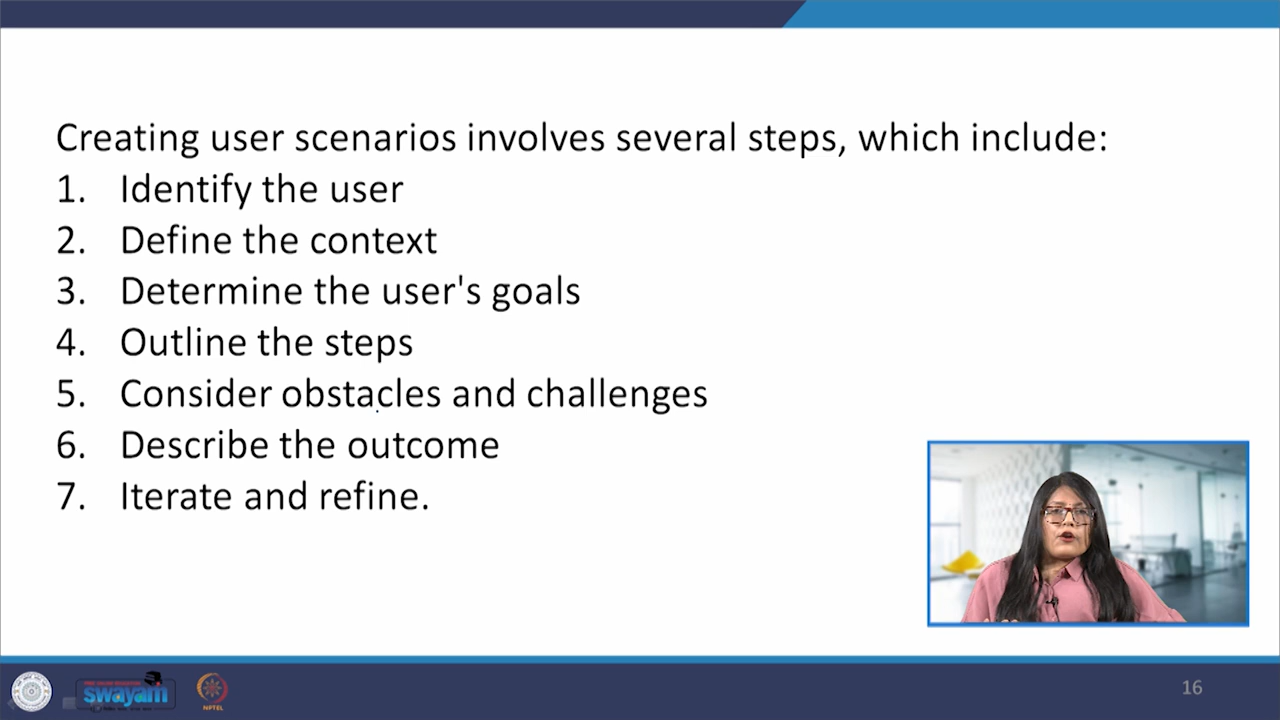 Creating user scenarios involves several steps, which include:
1. Identify the user
2. Define the context
3. Determine the user's goals
4. Outline the steps
5. Consider obstacles and challenges
6. Describe the outcome
7. Iterate and refine.
swayam
NPTEL
16